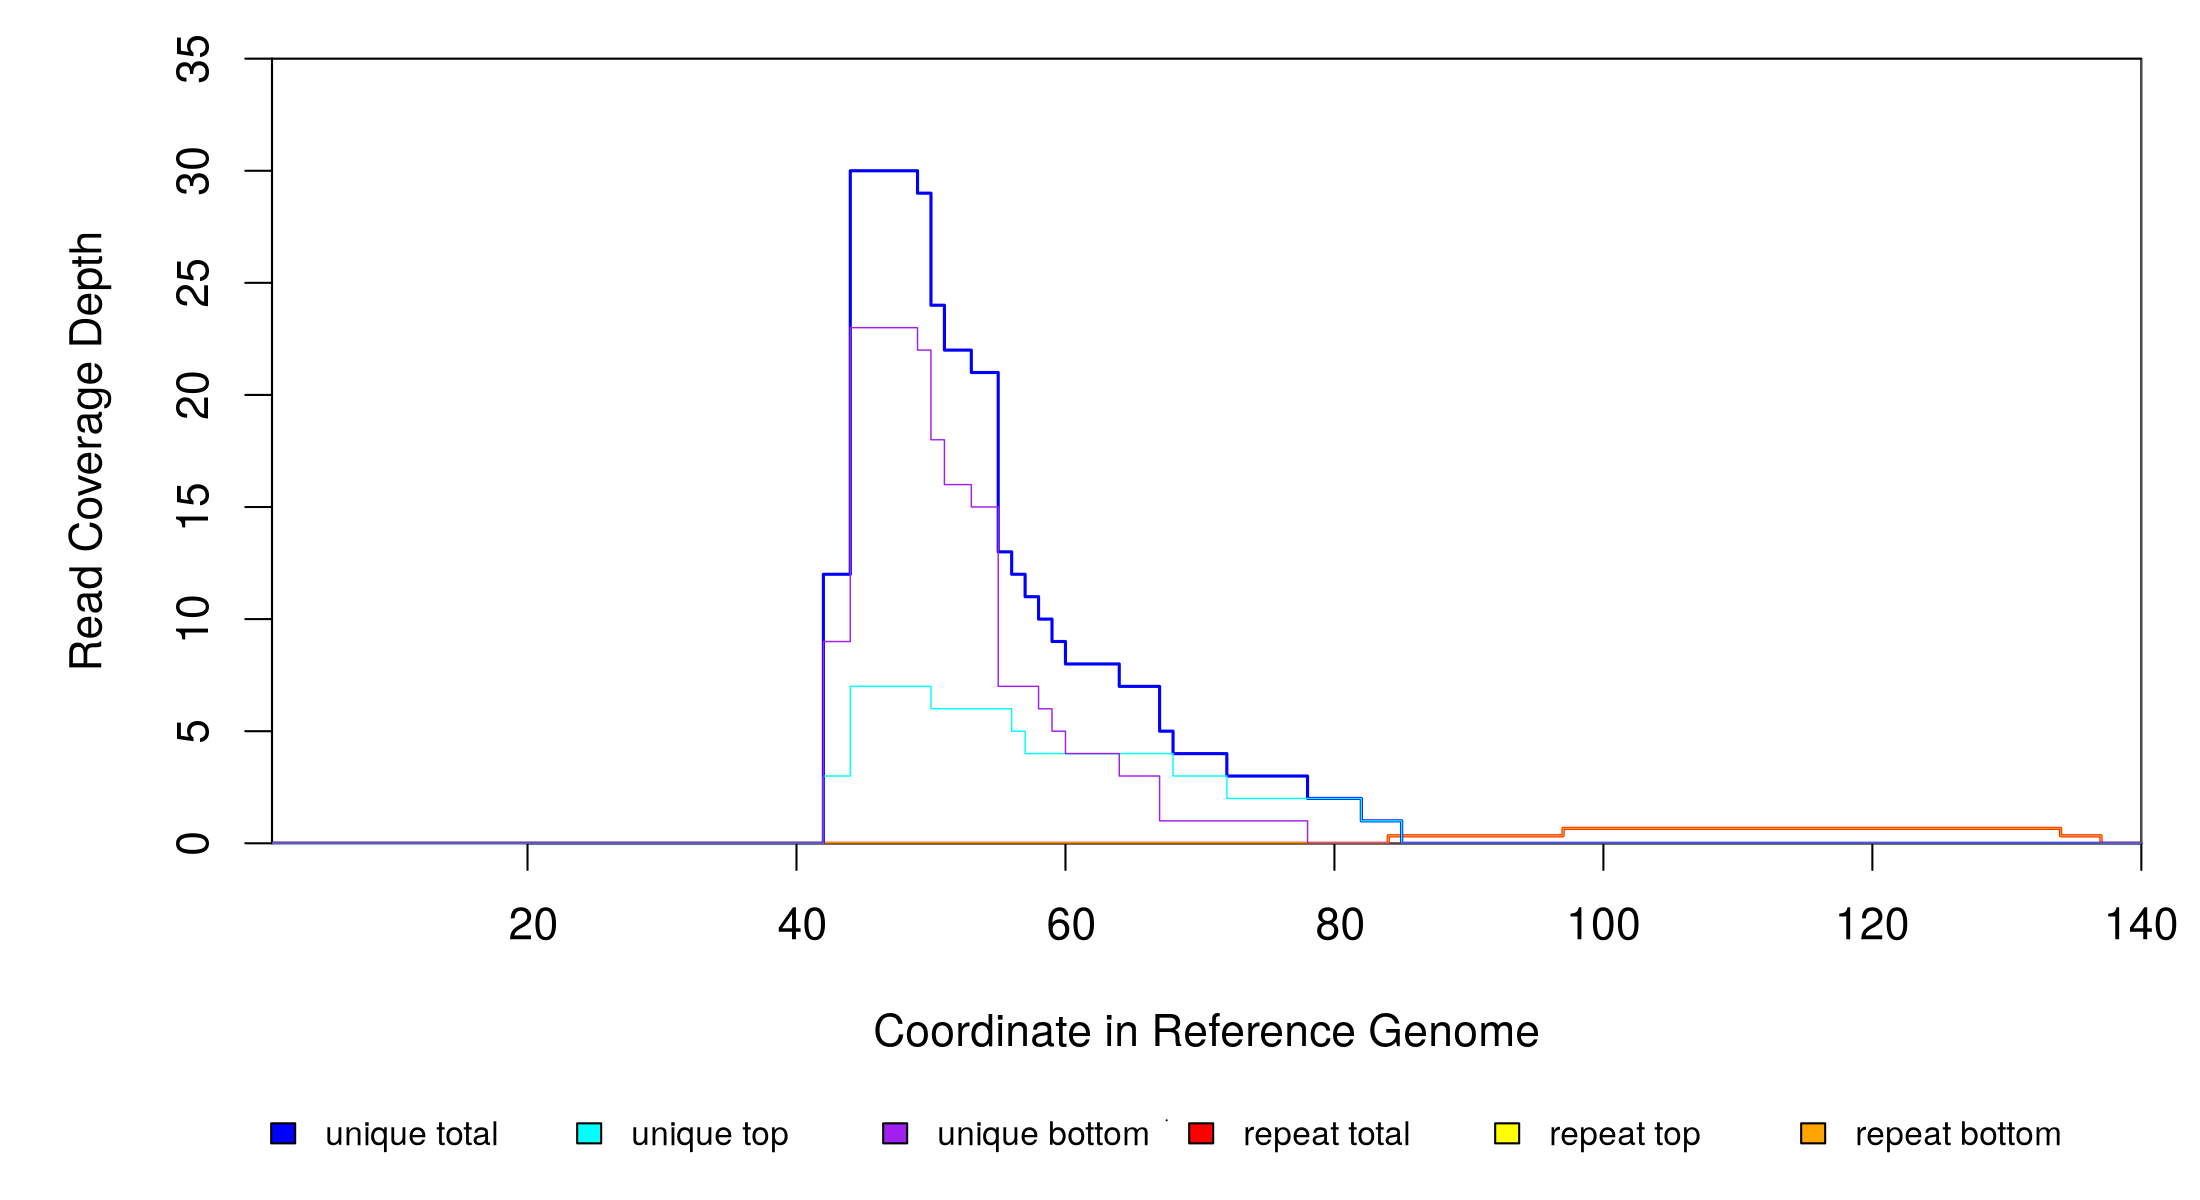 35
30
25
20
15
10
5
0
Read Coverage Depth
20 40 60 80 100 120 140
Coordinate in Reference Genome
unique total unique top unique bottom repeat total repeat top repeat bottom